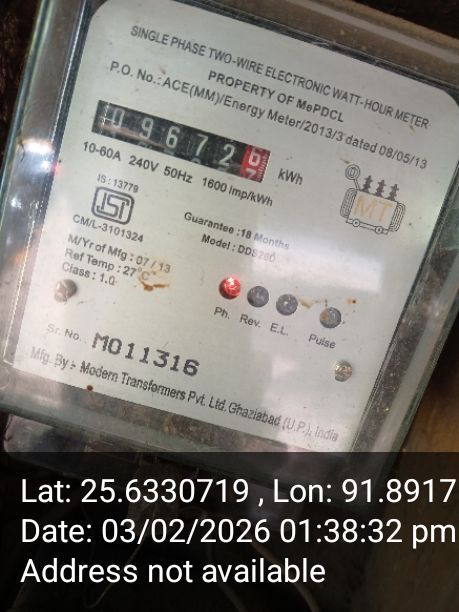 SINGLE PHASE TWO-WIRE ELECTRONIC WATT-HOUR METER
PROPERTY OF MePDCL
P.O. No.: ACE(MM)/Energy Meter/2013/3 dated 08/05/13
09672 kWh
10-60A 240V 50Hz 1600 imp/kWh
IS : 13779
ISI
CM/L-3101324
MT
Guarantee : 18 Months
Model :
M/Yr of Mfg : 07 / 13
Ref Temp : 27°C
Class : 1.0
Ph. Rev. E.L. Pulse
Sr. No. M011316
Mfg. By :- Modern Transformers Pvt. Ltd. Ghaziabad (U.P.), India
Lat: 25.6330719 , Lon: 91.8917
Date: 03/02/2026 01:38:32 pm
Address not available